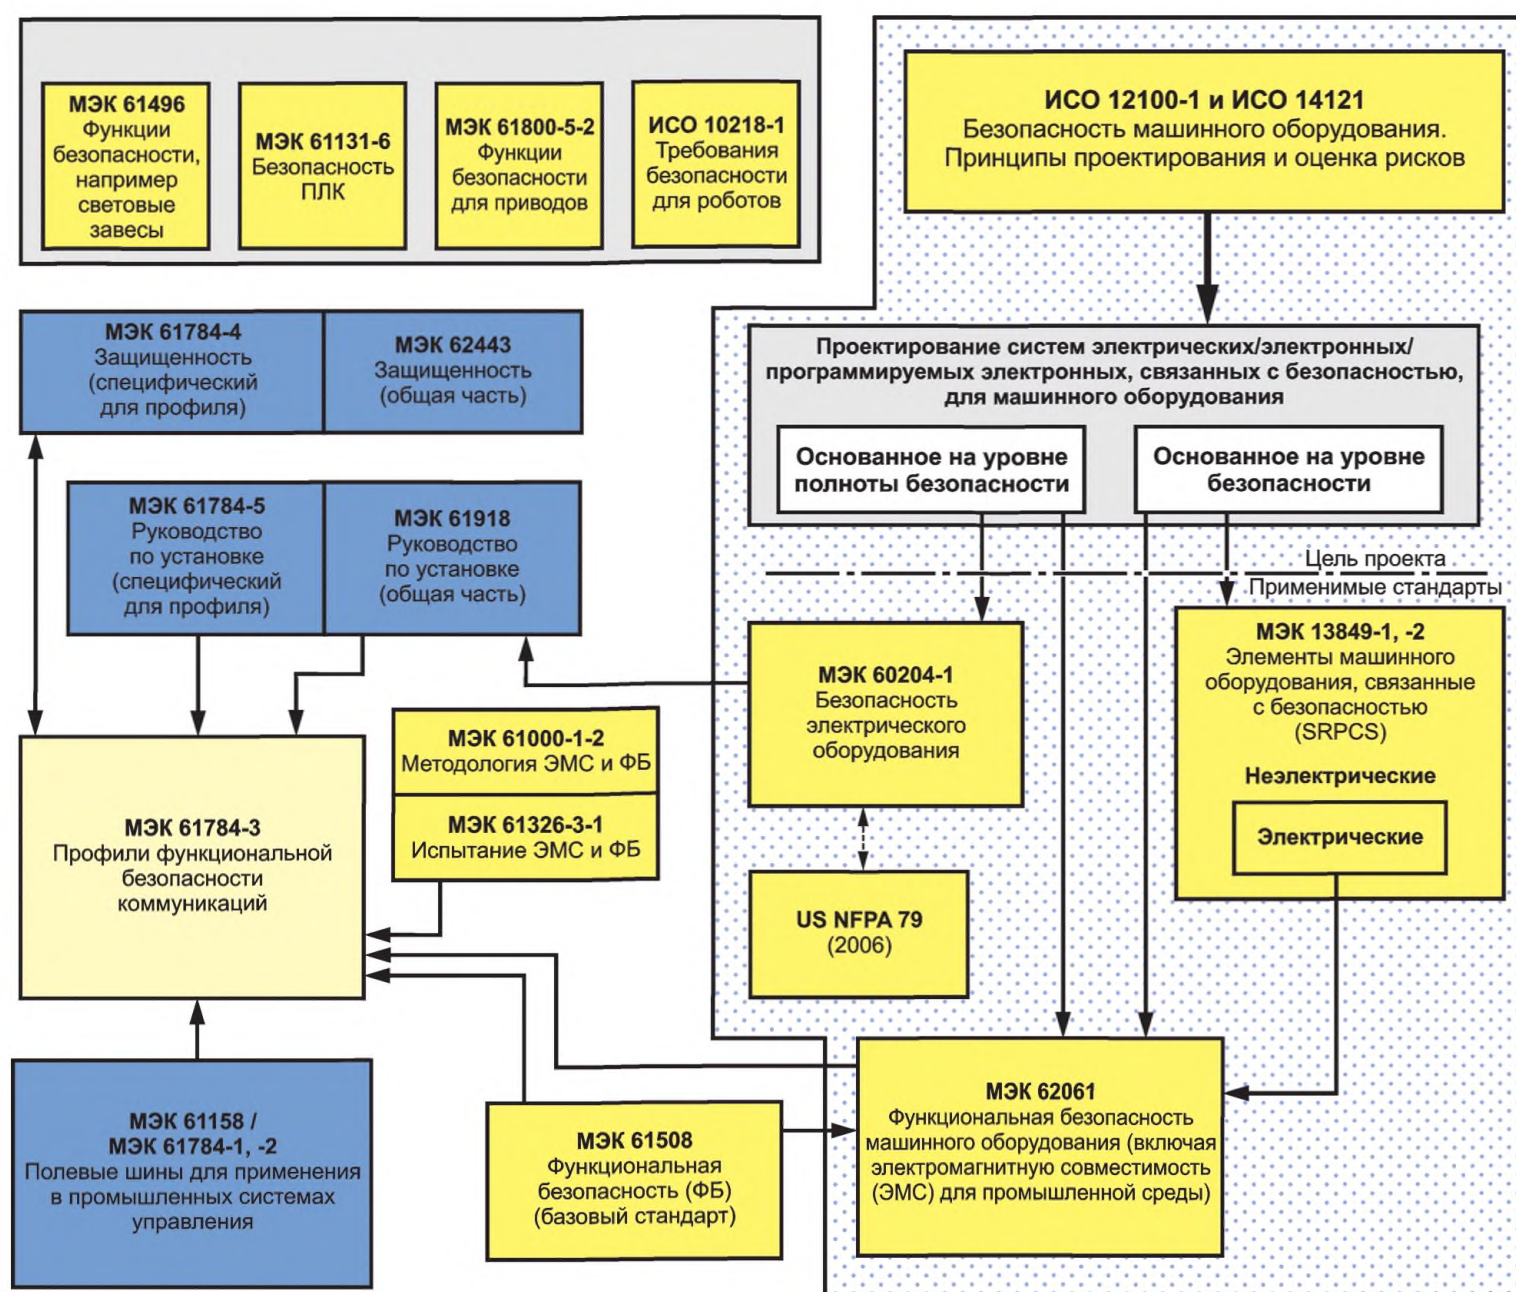 МЭК 61496
Функции
безопасности,
например
световые
завесы
МЭК 61131-6
Безопасность
ПЛК
МЭК 61800-5-2
Функции
безопасности
для приводов
ИСО 10218-1
Требования
безопасности
для роботов
ИСО 12100-1 и ИСО 14121
Безопасность машинного оборудования.
Принципы проектирования и оценка рисков
МЭК 61784-4
Защищенность
(специфический
для профиля)
МЭК 62443
Защищенность
(общая часть)
Проектирование систем электрических/электронных/
программируемых электронных, связанных с безопасностью,
для машинного оборудования
Основанное на уровне
полноты безопасности
Основанное на уровне
безопасности
МЭК 61784-5
Руководство
по установке
(специфический
для профиля)
МЭК 61918
Руководство
по установке
(общая часть)
Цель проекта
Применимые стандарты
МЭК 60204-1
Безопасность
электрического
оборудования
МЭК 13849-1, -2
Элементы машинного
оборудования, связанные
с безопасностью
(SRPCS)
Неэлектрические
Электрические
МЭК 61000-1-2
Методология ЭМС и ФБ
МЭК 61326-3-1
Испытание ЭМС и ФБ
МЭК 61784-3
Профили функциональной
безопасности
коммуникаций
US NFPA 79
(2006)
МЭК 61158 /
МЭК 61784-1, -2
Полевые шины для применения
в промышленных системах
управления
МЭК 61508
Функциональная
безопасность (ФБ)
(базовый стандарт)
МЭК 62061
Функциональная безопасность
машинного оборудования (включая
электромагнитную совместимость
(ЭМС) для промышленной среды)